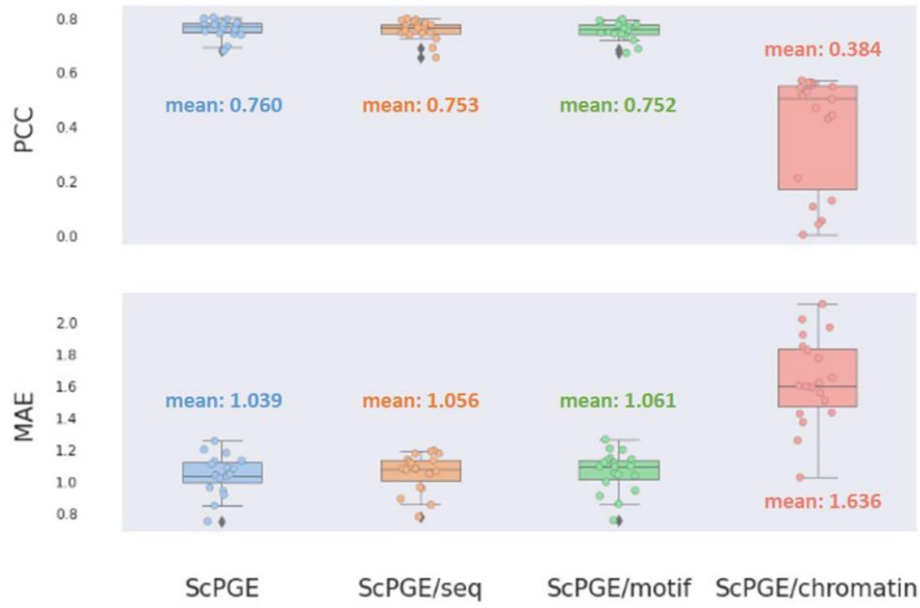 0.8
mean: 0.384
0.6
mean: 0.760 mean: 0.753 mean: 0.752
PCC
0.4
0.2
0.0
2.0
1.8
1.6
mean: 1.039 mean: 1.056 mean: 1.061
MAE
1.4
1.2
1.0
mean: 1.636
0.8
ScPGE ScPGE/seq ScPGE/motif ScPGE/chromatin